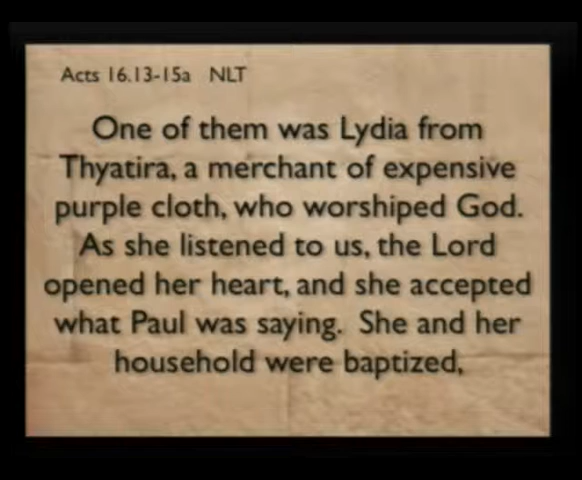 Acts 16.13-15a NLT
One of them was Lydia from
Thyatira, a merchant of expensive
purple cloth, who worshiped God.
As she listened to us, the Lord
opened her heart, and she accepted
what Paul was saying. She and her
household were baptized,